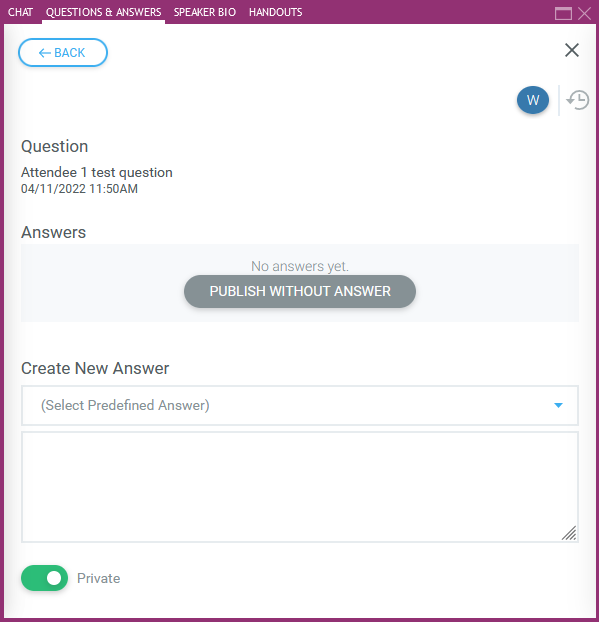 CHAT QUESTIONS & ANSWERS SPEAKER BIO HANDOUTS
BACK
W
Question
Attendee 1 test question
04/11/2022 11:50AM
Answers
No answers yet.
PUBLISH WITHOUT ANSWER
Create New Answer
(Select Predefined Answer)
Private